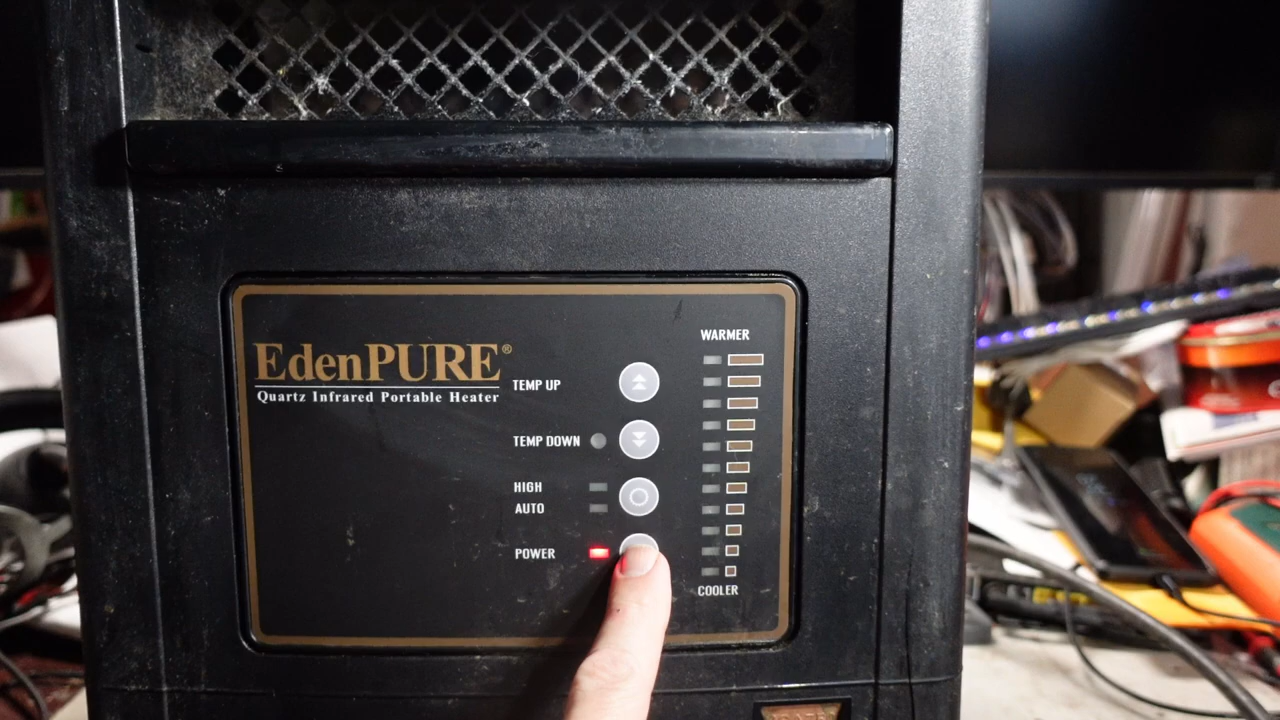 EdenPURE®
Quartz Infrared Portable Heater
TEMP UP
TEMP DOWN
HIGH
AUTO
POWER
WARMER
COOLER